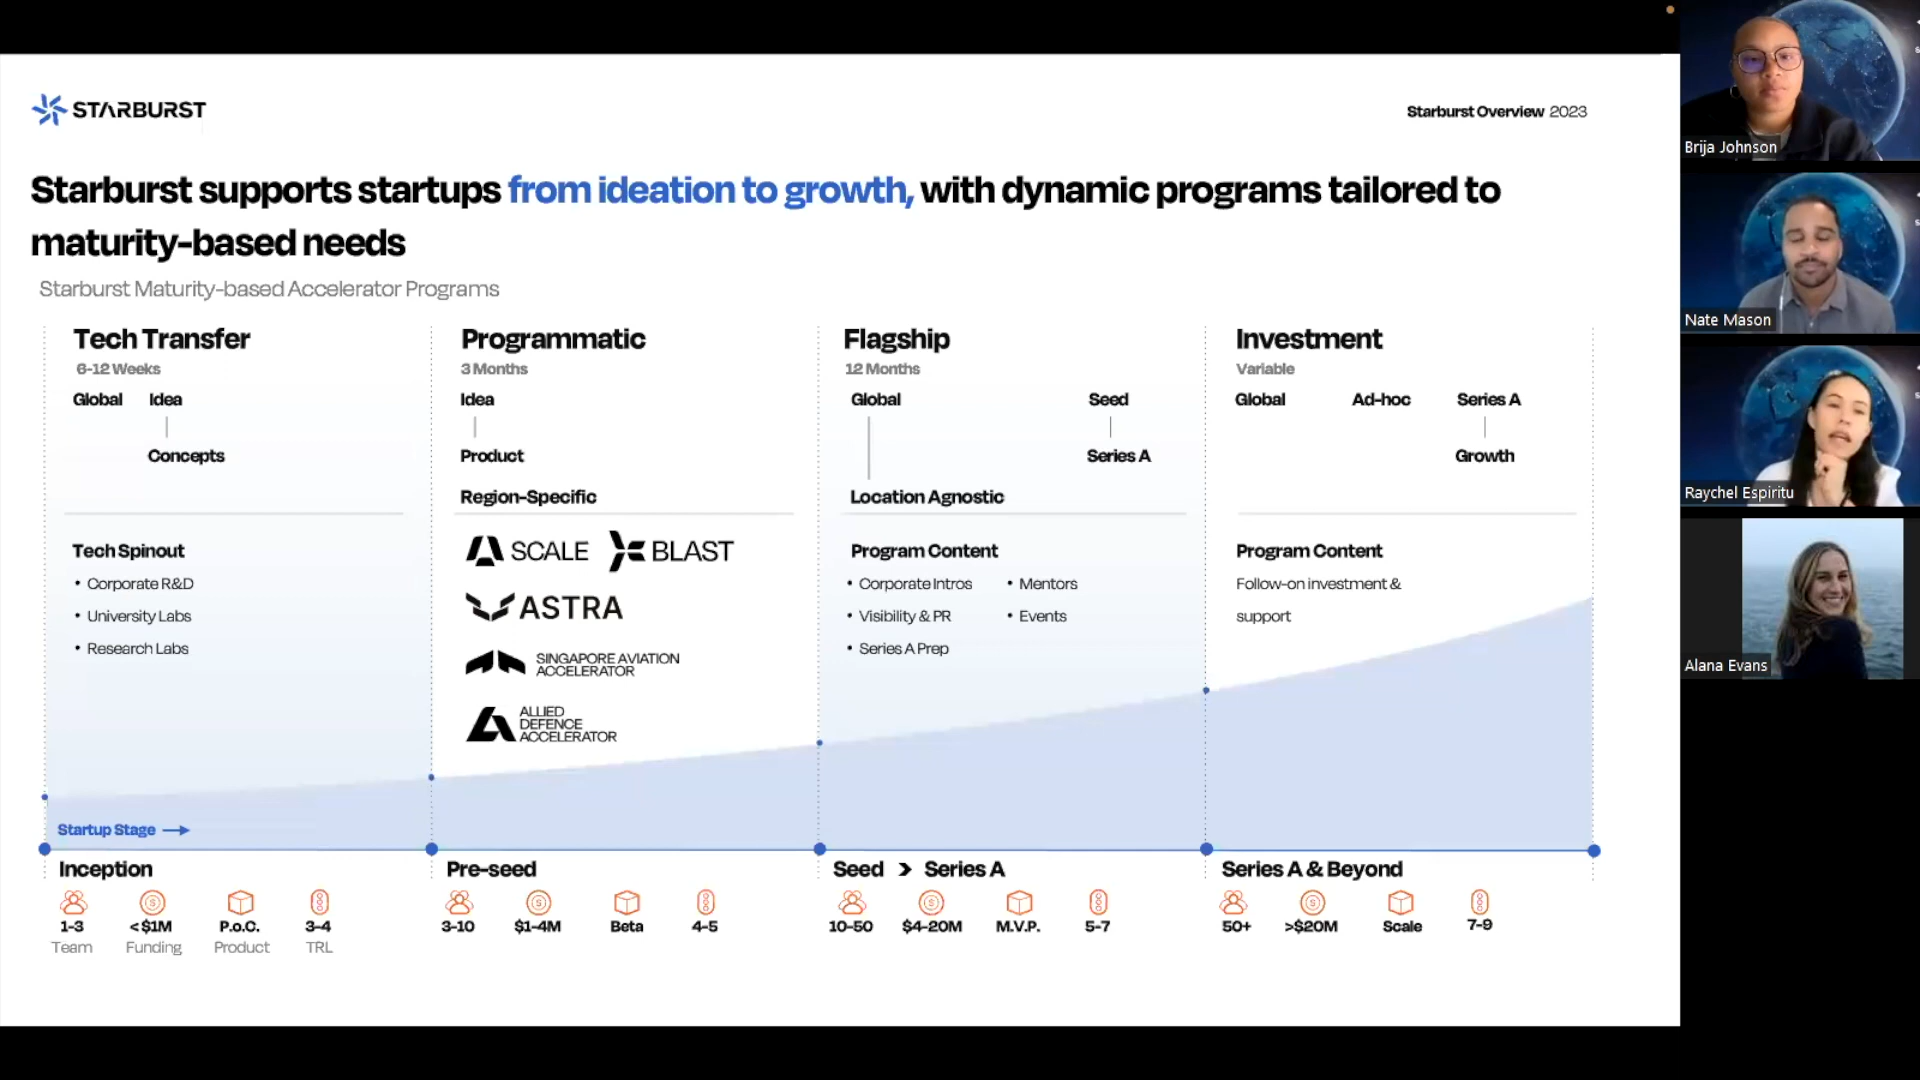 STARBURST
Starburst Overview 2023
Starburst supports startups from ideation to growth, with dynamic programs tailored to
maturity-based needs
Starburst Maturity-based Accelerator Programs
Tech Transfer
6-12 Weeks
Global Idea
Concepts
Tech Spinout
• Corporate R&D
• University Labs
• Research Labs
Programmatic
3 Months
Idea
Product
Region-Specific
SCALE BLAST
ASTRA
SINGAPORE AVIATION
ACCELERATOR
ALLIED
DEFENCE
ACCELERATOR
Flagship
12 Months
Global Seed
Series A
Location Agnostic
Program Content
• Corporate Intros • Mentors
• Visibility & PR • Events
• Series A Prep
Investment
Variable
Global Ad-hoc Series A
Growth
Program Content
Follow-on investment &
support
Startup Stage
Inception
1-3 <$1M P.o.C. 3-4
Team Funding Product TRL
Pre-seed
3-10 $1-4M Beta 4-5
Seed > Series A
10-50 $4-20M M.V.P. 5-7
Series A & Beyond
50+ >$20M Scale 7-9
Brija Johnson
Nate Mason
Raychel Espiritu
Alana Evans